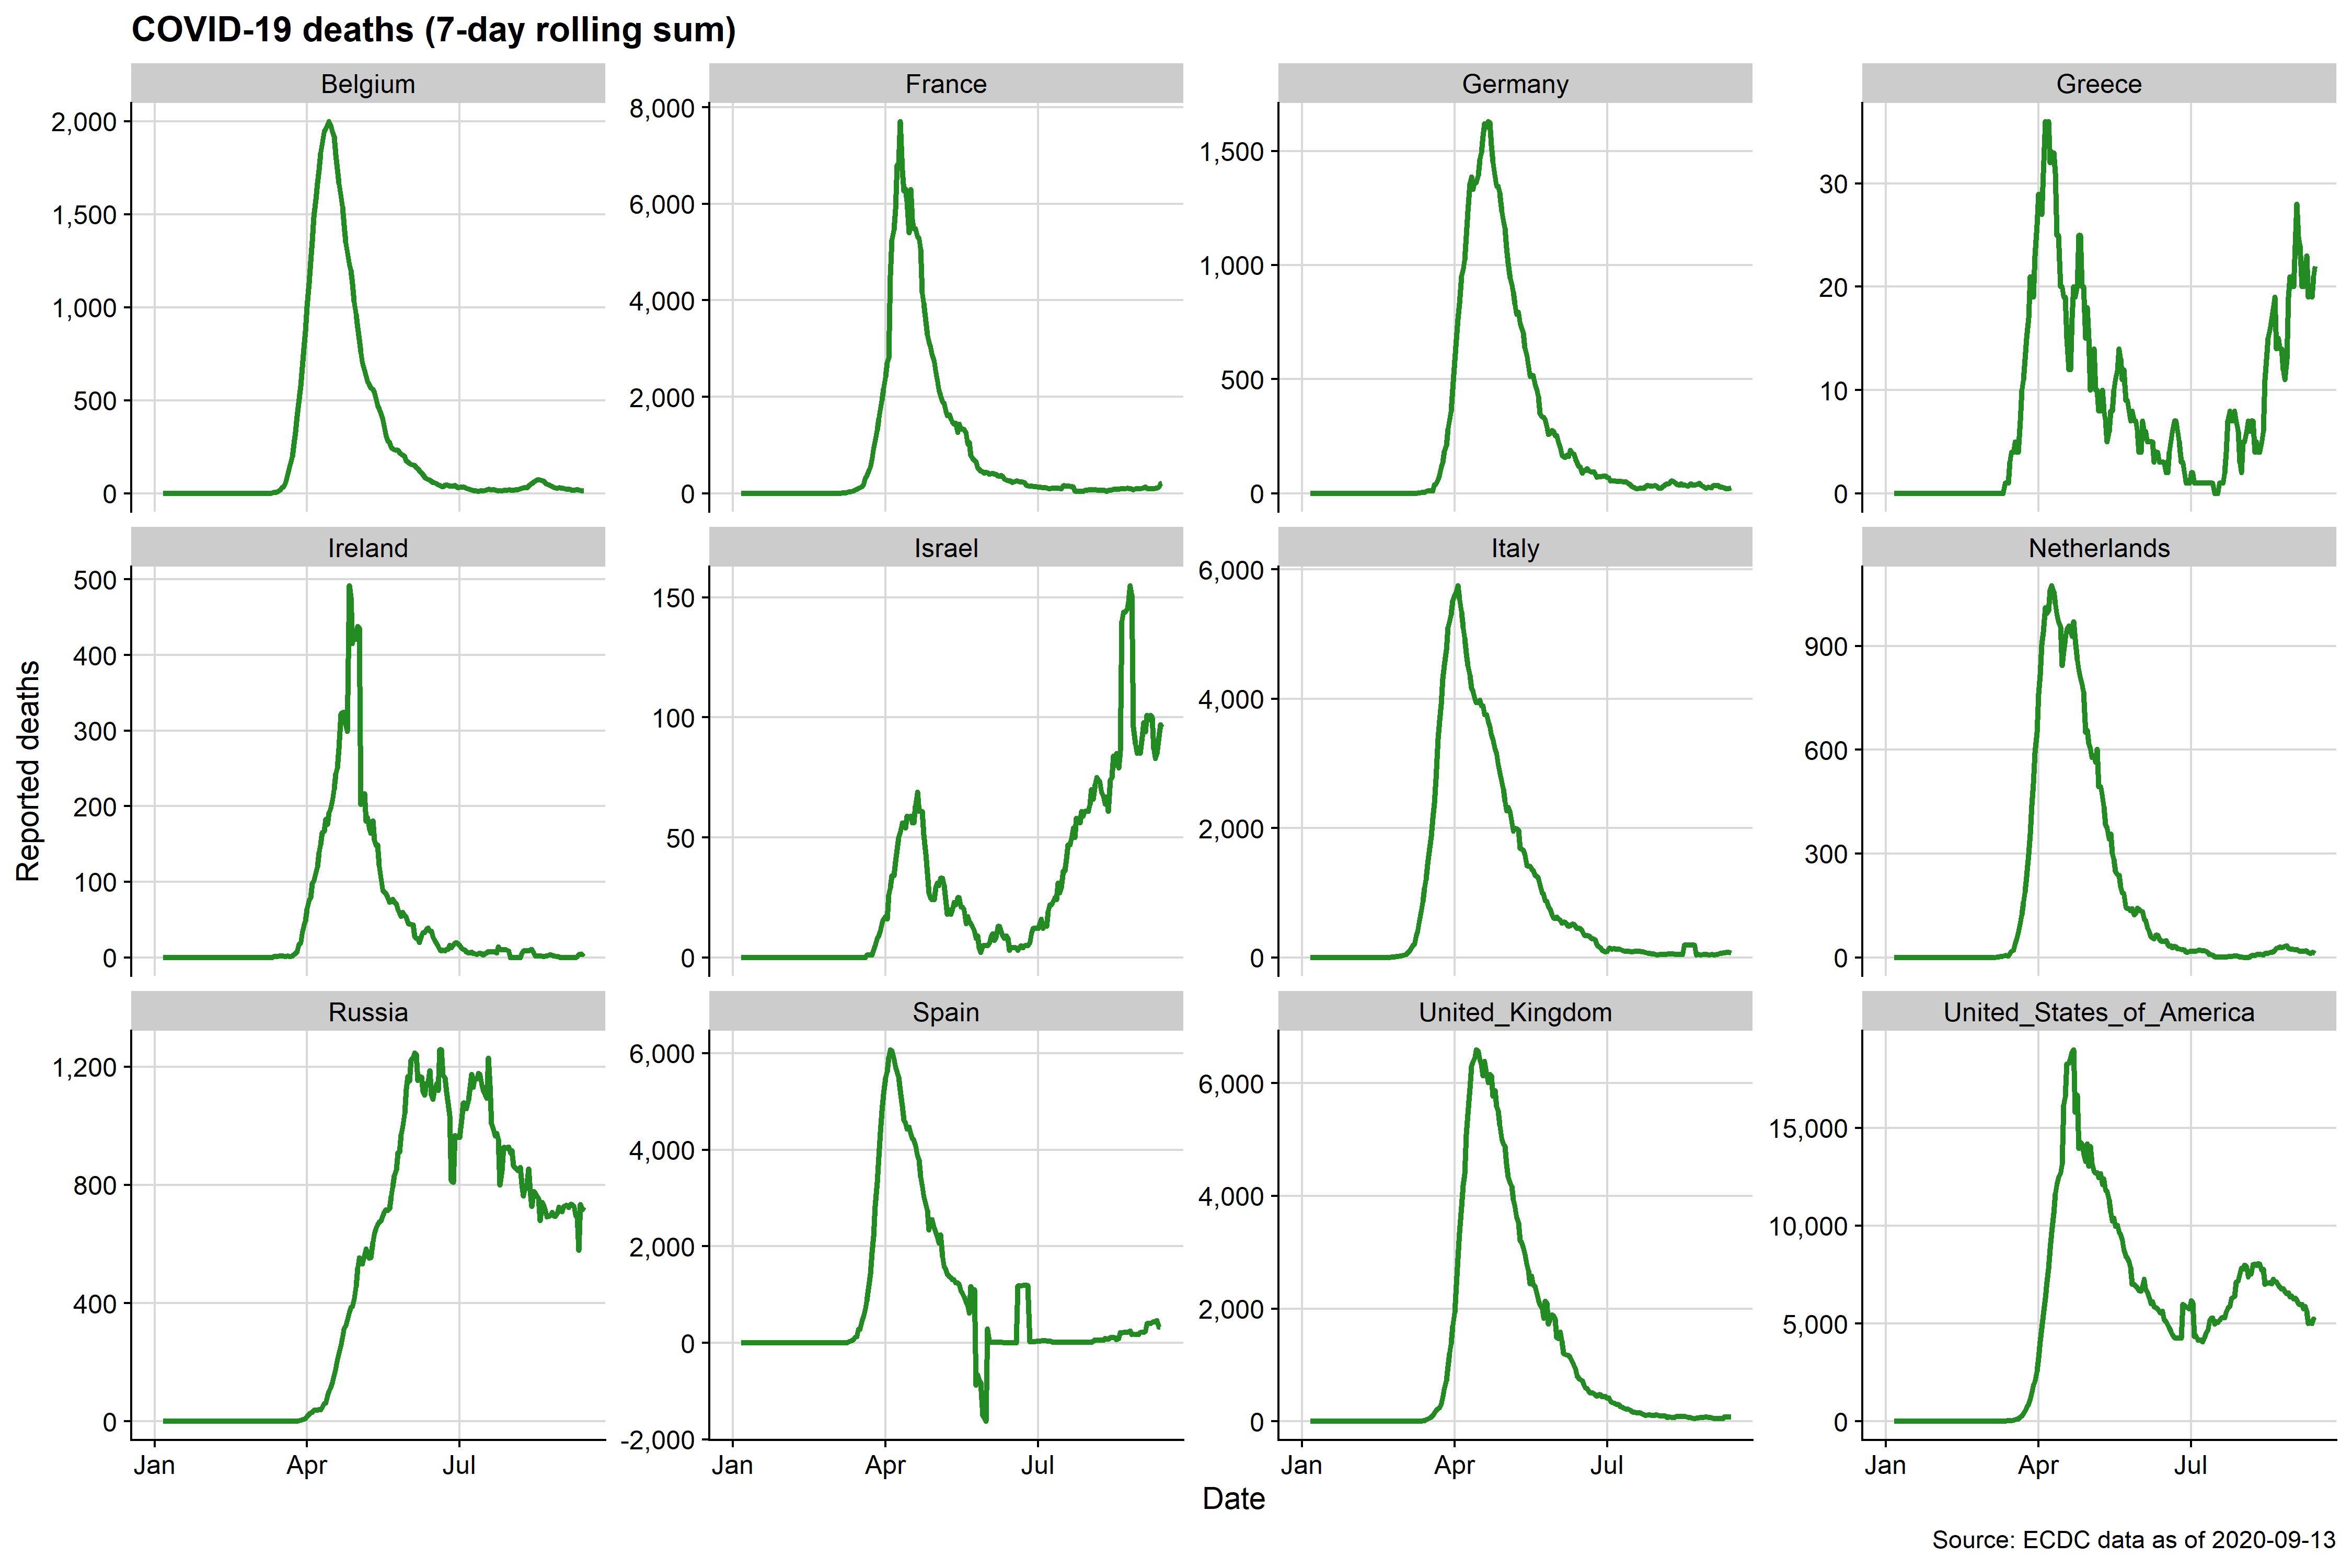 COVID-19 deaths (7-day rolling sum)
Belgium
France
Germany
Greece
2,000
1,500
1,000
500
0
8,000
6,000
4,000
2,000
0
1,500
1,000
500
0
30
20
10
0
Ireland
Israel
Italy
Netherlands
500
400
300
200
100
0
150
100
50
0
6,000
4,000
2,000
0
900
600
300
0
Russia
Spain
United_Kingdom
United_States_of_America
1,200
800
400
0
6,000
4,000
2,000
0
-2,000
6,000
4,000
2,000
0
15,000
10,000
5,000
0
Jan Apr Jul
Jan Apr Jul
Jan Apr Jul
Jan Apr Jul
Reported deaths
Date
Source: ECDC data as of 2020-09-13